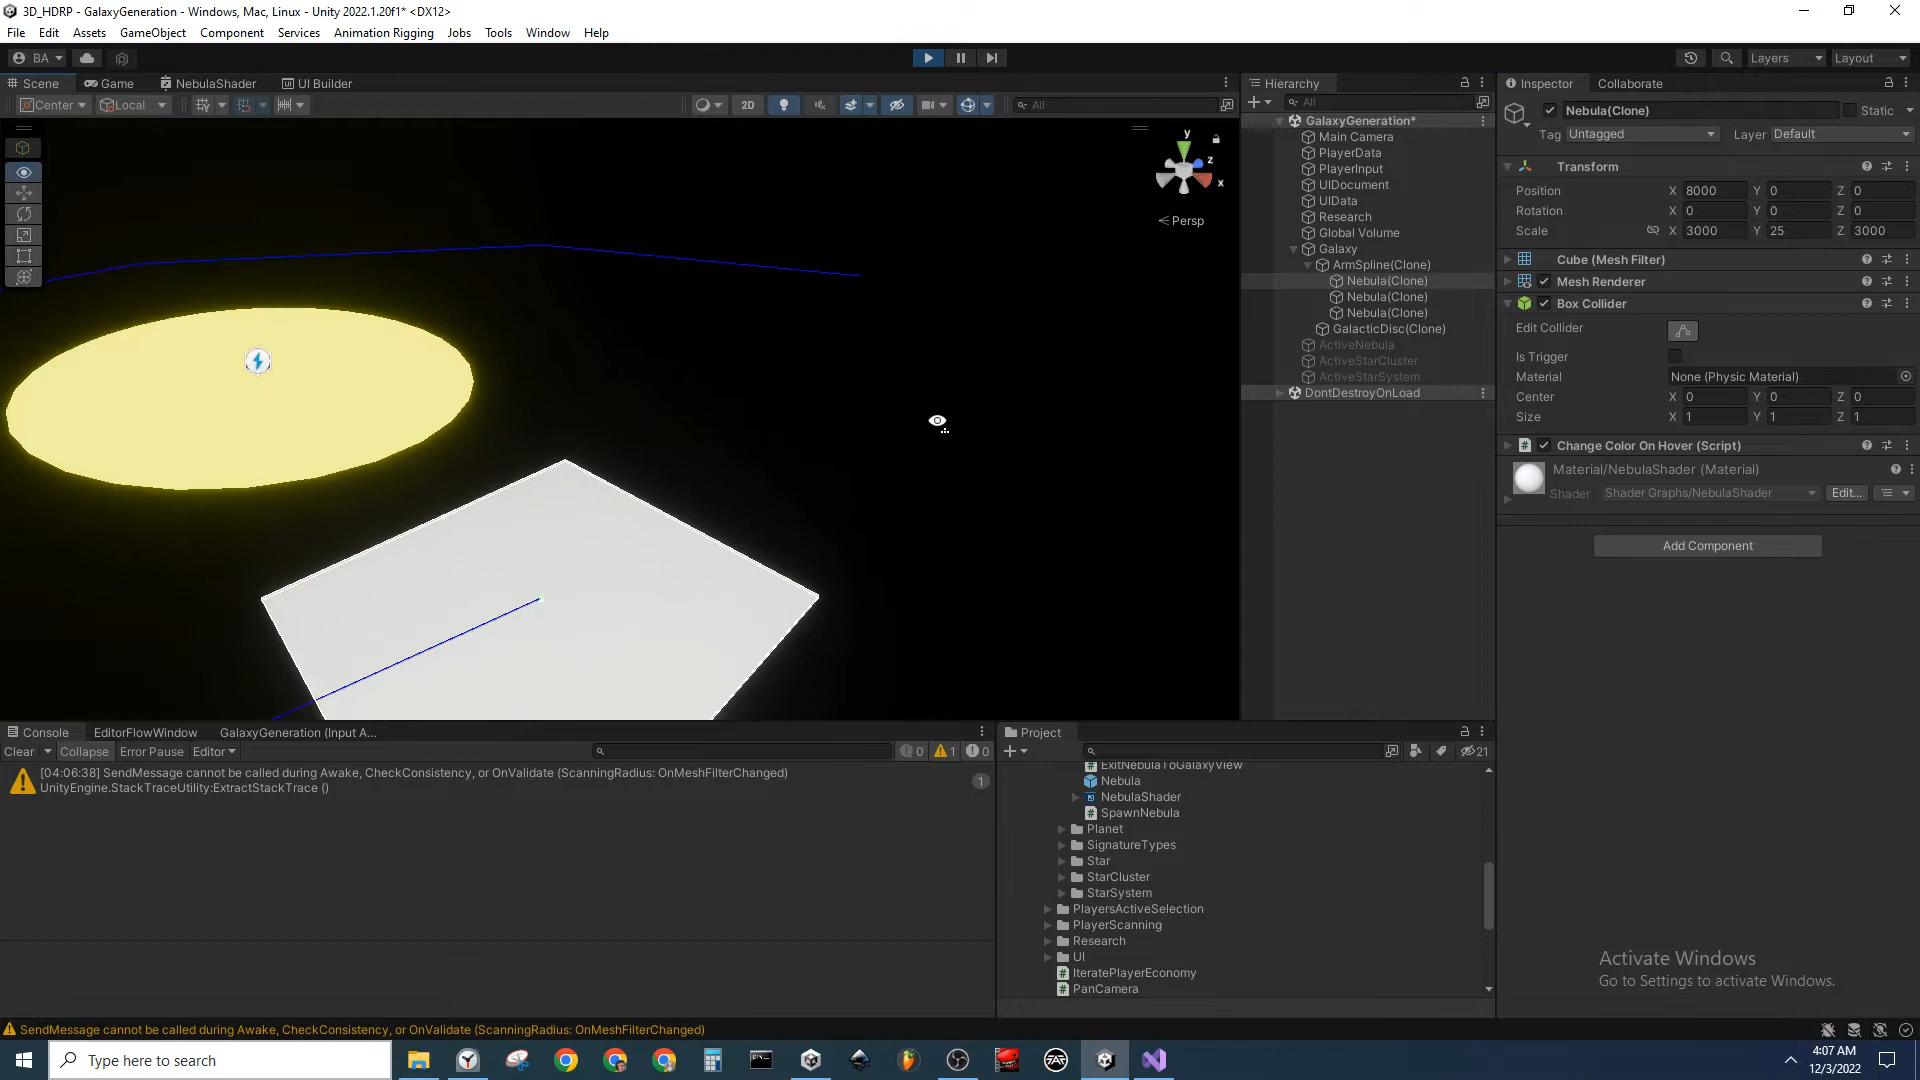 3D_HDRP - GalaxyGeneration - Windows, Mac, Linux - Unity 2022.1.20f1* <DX12>
File Edit Assets GameObject Component Services Animation Rigging Jobs Tools Window Help
BA Layers Layout
Scene Game NebulaShader UI Builder
Center Local 2D All
y
z
x
Persp
Hierarchy
All
GalaxyGeneration*
Main Camera
PlayerData
PlayerInput
UIDocument
UIData
Research
Global Volume
Galaxy
ArmSpline(Clone)
Nebula(Clone)
Nebula(Clone)
Nebula(Clone)
GalacticDisc(Clone)
ActiveNebula
ActiveStarCluster
ActiveStarSystem
DontDestroyOnLoad
Inspector Collaborate
Nebula(Clone) Static
Tag Untagged Layer Default
Transform
Position X 8000 Y 0 Z 0
Rotation X 0 Y 0 Z 0
Scale X 3000 Y 25 Z 3000
Cube (Mesh Filter)
Mesh Renderer
Box Collider
Edit Collider
Is Trigger
Material None (Physic Material)
Center X 0 Y 0 Z 0
Size X 1 Y 1 Z 1
Change Color On Hover (Script)
Material/NebulaShader (Material)
Shader Shader Graphs/NebulaShader Edit...
Add Component
Console EditorFlowWindow GalaxyGeneration (Input A...
Clear Collapse Error Pause Editor 0 1 0
[04:06:38] SendMessage cannot be called during Awake, CheckConsistency, or OnValidate (ScanningRadius: OnMeshFilterChanged)
UnityEngine.StackTraceUtility:ExtractStackTrace ()
1
Project
21
ExitNebulaToGalaxyView
Nebula
NebulaShader
SpawnNebula
Planet
SignatureTypes
Star
StarCluster
StarSystem
PlayersActiveSelection
PlayerScanning
Research
UI
IteratePlayerEconomy
PanCamera
Activate Windows
Go to Settings to activate Windows.
SendMessage cannot be called during Awake, CheckConsistency, or OnValidate (ScanningRadius: OnMeshFilterChanged)
Type here to search
4:07 AM
12/3/2022